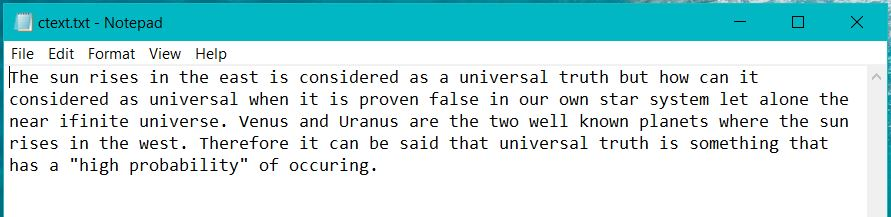 ctext.txt - Notepad
File Edit Format View Help
The sun rises in the east is considered as a universal truth but how can it
considered as universal when it is proven false in our own star system let alone the
near ifinite universe. Venus and Uranus are the two well known planets where the sun
rises in the west. Therefore it can be said that universal truth is something that
has a "high probability" of occuring.